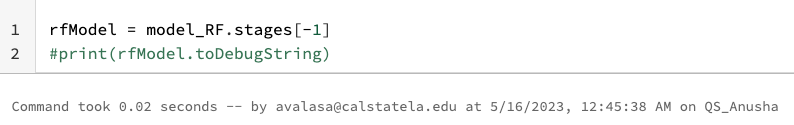 1 rfModel = model_RF.stages[-1]
2 #print(rfModel.toDebugString)
Command took 0.02 seconds -- by avalasa@calstatela.edu at 5/16/2023, 12:45:38 AM on QS_Anusha